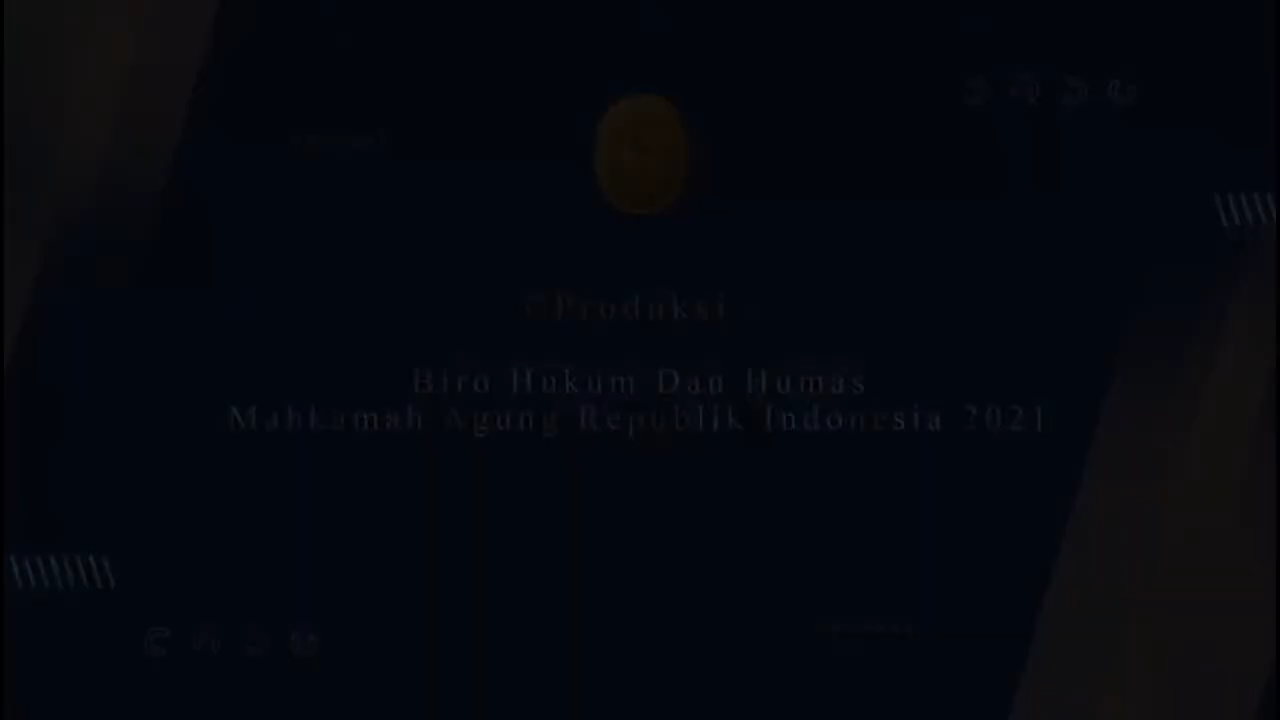 ©Produksi
Biro Hukum Dan Humas
Mahkamah Agung Republik Indonesia 2021